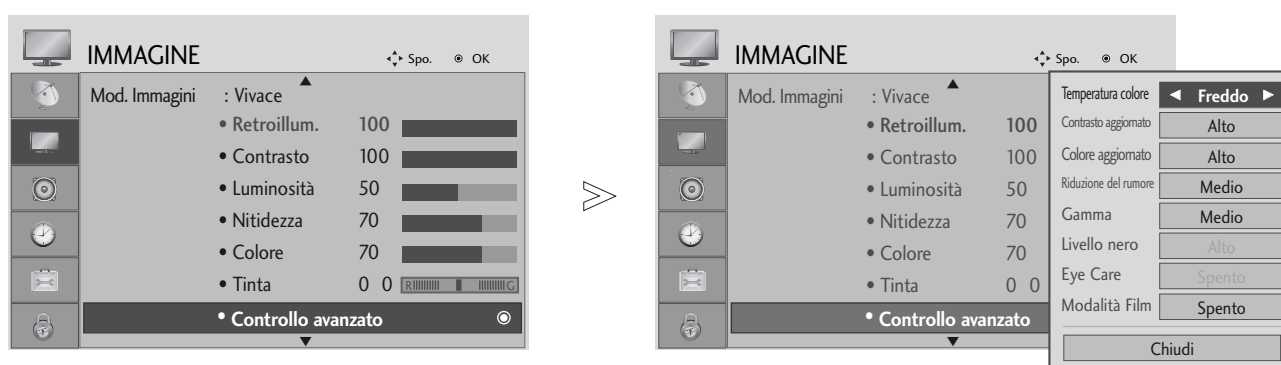 IMMAGINE Spo. OK
Mod. Immagini : Vivace
• Retroillum. 100
• Contrasto 100
• Luminosità 50
• Nitidezza 70
• Colore 70
• Tinta 0 0 R G
• Controllo avanzato
IMMAGINE Spo. OK
Mod. Immagini : Vivace
• Retroillum. 100
• Contrasto 100
• Luminosità 50
• Nitidezza 70
• Colore 70
• Tinta 0 0
• Controllo avanzato
Temperatura colore ◄ Freddo ►
Contrasto aggiornato Alto
Colore aggiornato Alto
Riduzione del rumore Medio
Gamma Medio
Livello nero Alto
Eye Care Spento
Modalità Film Spento
Chiudi